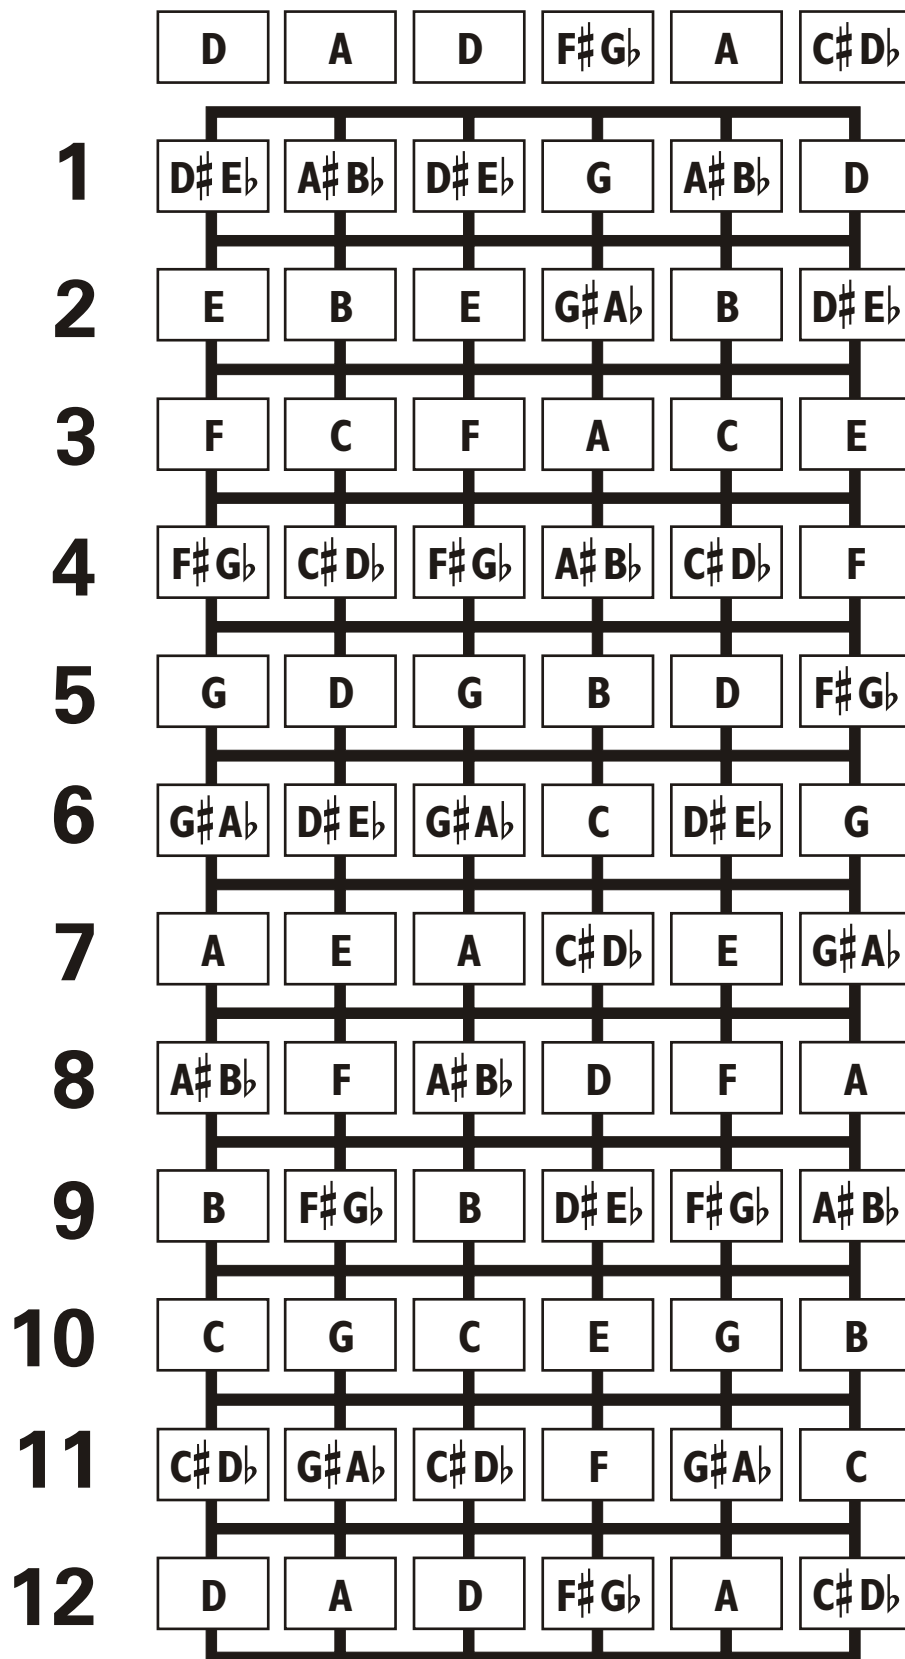 D A D F♯G♭ A C♯D♭
1 D♯E♭ A♯B♭ D♯E♭ G A♯B♭ D
2 E B E G♯A♭ B D♯E♭
3 F C F A C E
4 F♯G♭ C♯D♭ F♯G♭ A♯B♭ C♯D♭ F
5 G D G B D F♯G♭
6 G♯A♭ D♯E♭ G♯A♭ C D♯E♭ G
7 A E A C♯D♭ E G♯A♭
8 A♯B♭ F A♯B♭ D F A
9 B F♯G♭ B D♯E♭ F♯G♭ A♯B♭
10 C G C E G B
11 C♯D♭ G♯A♭ C♯D♭ F G♯A♭ C
12 D A D F♯G♭ A C♯D♭